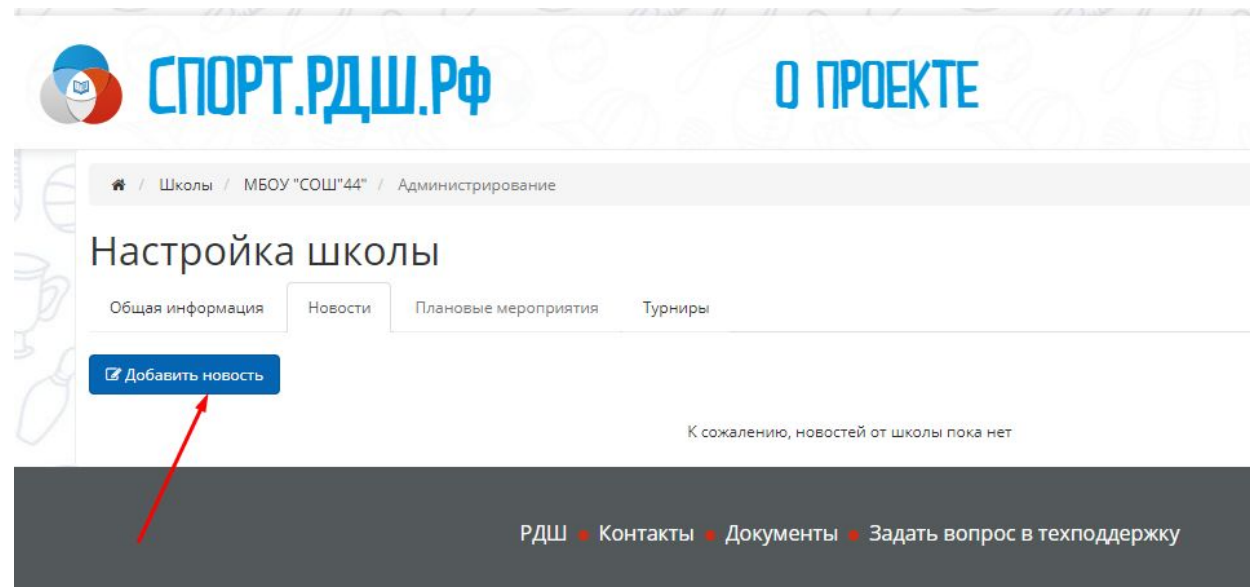 СПОРТ.РДШ.РФ О ПРОЕКТЕ
/ Школы / МБОУ "СОШ"44" / Администрирование
Настройка школы
Общая информация Новости Плановые мероприятия Турниры
Добавить новость
К сожалению, новостей от школы пока нет
РДШ • Контакты • Документы • Задать вопрос в техподдержку